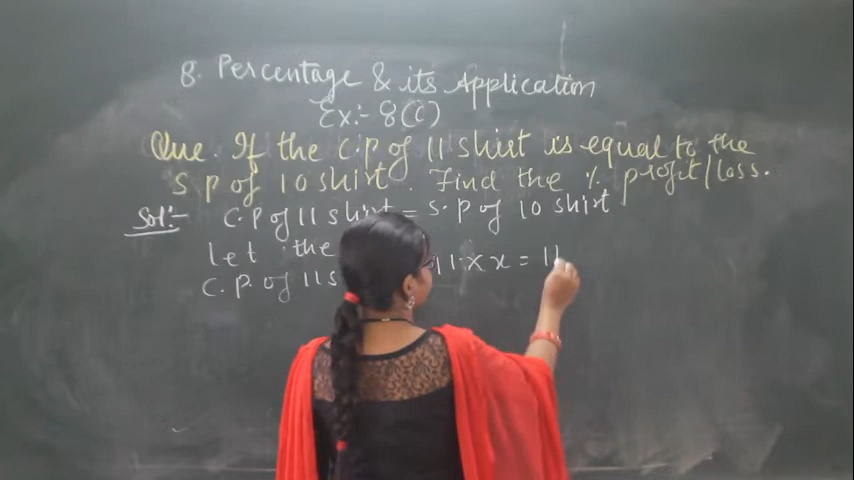 8. Percentage & its Application
Ex:- 8(C)
Que. If the C.P of 11 shirt is equal to the
S.P of 10 shirt. Find the % profit/loss.
Sol:- C.P of 11 shirt = S.P of 10 shirt
Let the
C.P. of 11 s 11 x x = 11